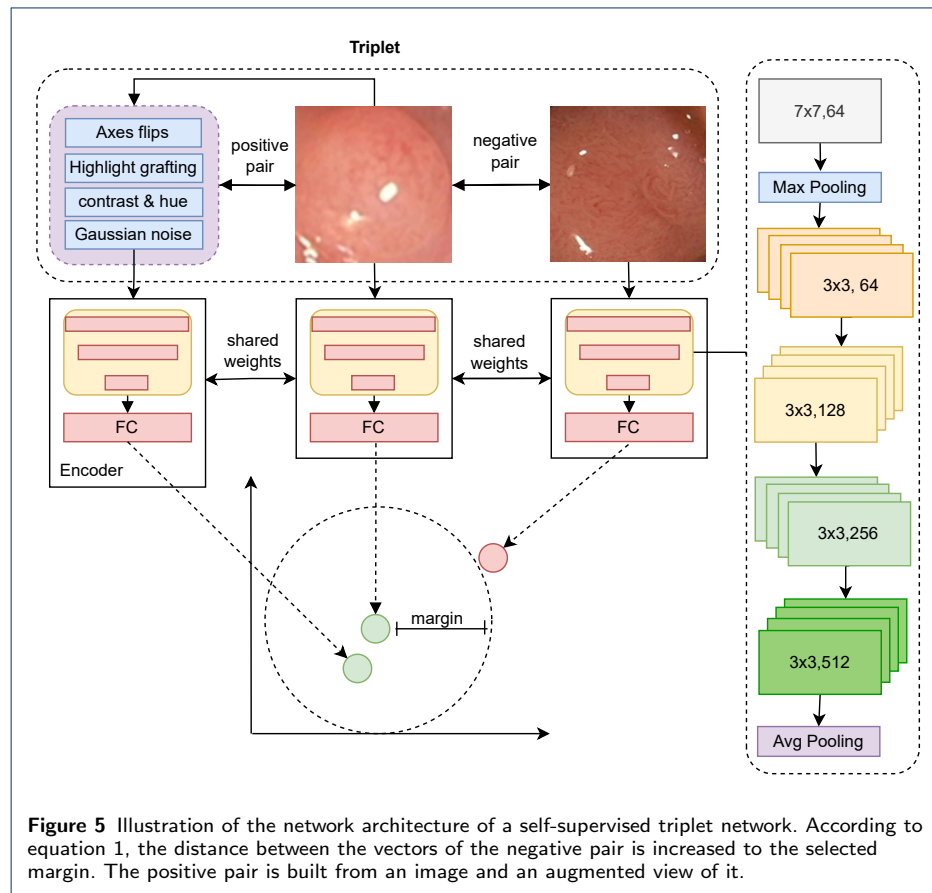 Triplet
Axes flips
Highlight grafting
contrast & hue
Gaussian noise
positive
pair
negative
pair
shared
weights
shared
weights
FC
FC
FC
Encoder
margin
7x7,64
Max Pooling
3x3, 64
3x3,128
3x3,256
3x3,512
Avg Pooling
Figure 5 Illustration of the network architecture of a self-supervised triplet network. According to
equation 1, the distance between the vectors of the negative pair is increased to the selected
margin. The positive pair is built from an image and an augmented view of it.